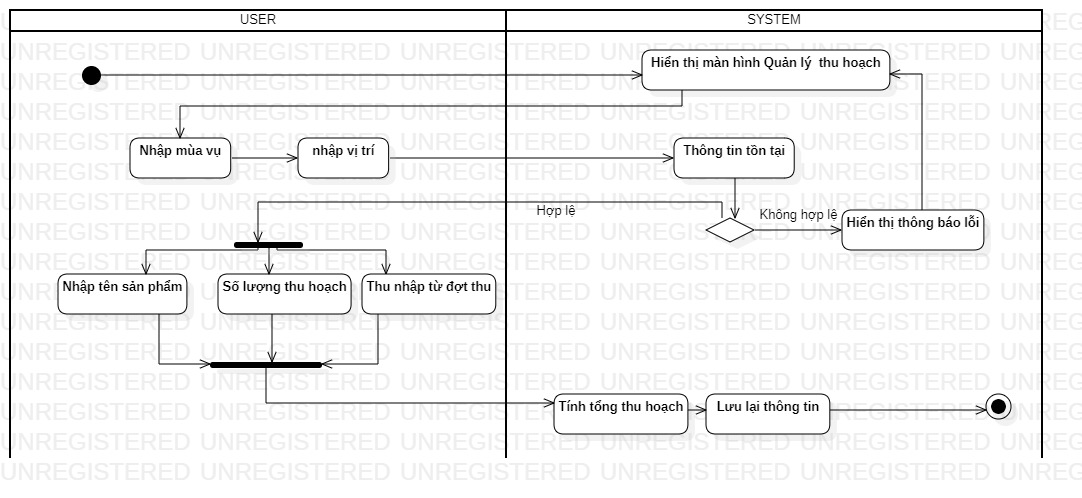 USER
SYSTEM
Hiển thị màn hình Quản lý thu hoạch
Nhập mùa vụ
nhập vị trí
Thông tin tồn tại
Hợp lệ
Không hợp lệ
Hiển thị thông báo lỗi
Nhập tên sản phẩm
Số lượng thu hoạch
Thu nhập từ đợt thu
Tính tổng thu hoạch
Lưu lại thông tin
UNREGISTERED